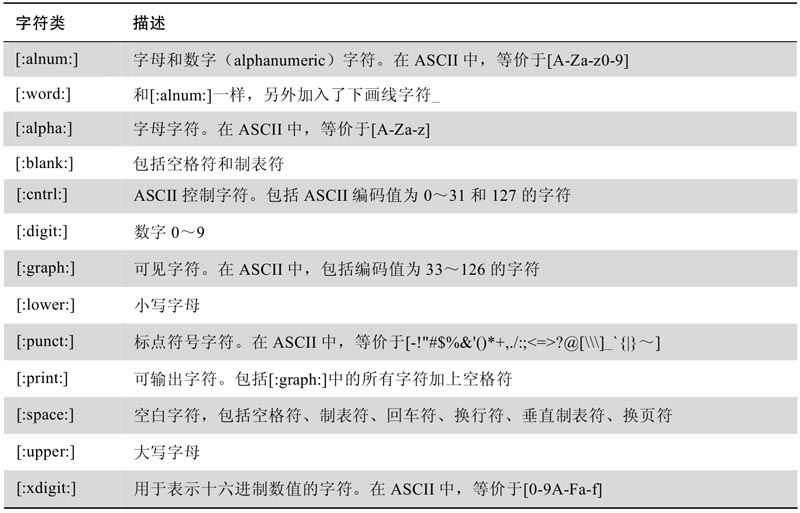 字符类 描述
[:alnum:] 字母和数字（alphanumeric）字符。在 ASCII 中，等价于[A-Za-z0-9]
[:word:] 和[:alnum:]一样，另外加入了下画线字符_
[:alpha:] 字母字符。在 ASCII 中，等价于[A-Za-z]
[:blank:] 包括空格符和制表符
[:cntrl:] ASCII 控制字符。包括 ASCII 编码值为 0～31 和 127 的字符
[:digit:] 数字 0～9
[:graph:] 可见字符。在 ASCII 中，包括编码值为 33～126 的字符
[:lower:] 小写字母
[:punct:] 标点符号字符。在 ASCII 中，等价于[-!"#$%&'()*+,./:;<=>?@[\\\]_`{|}～]
[:print:] 可输出字符。包括[:graph:]中的所有字符加上空格符
[:space:] 空白字符，包括空格符、制表符、回车符、换行符、垂直制表符、换页符
[:upper:] 大写字母
[:xdigit:] 用于表示十六进制数值的字符。在 ASCII 中，等价于[0-9A-Fa-f]